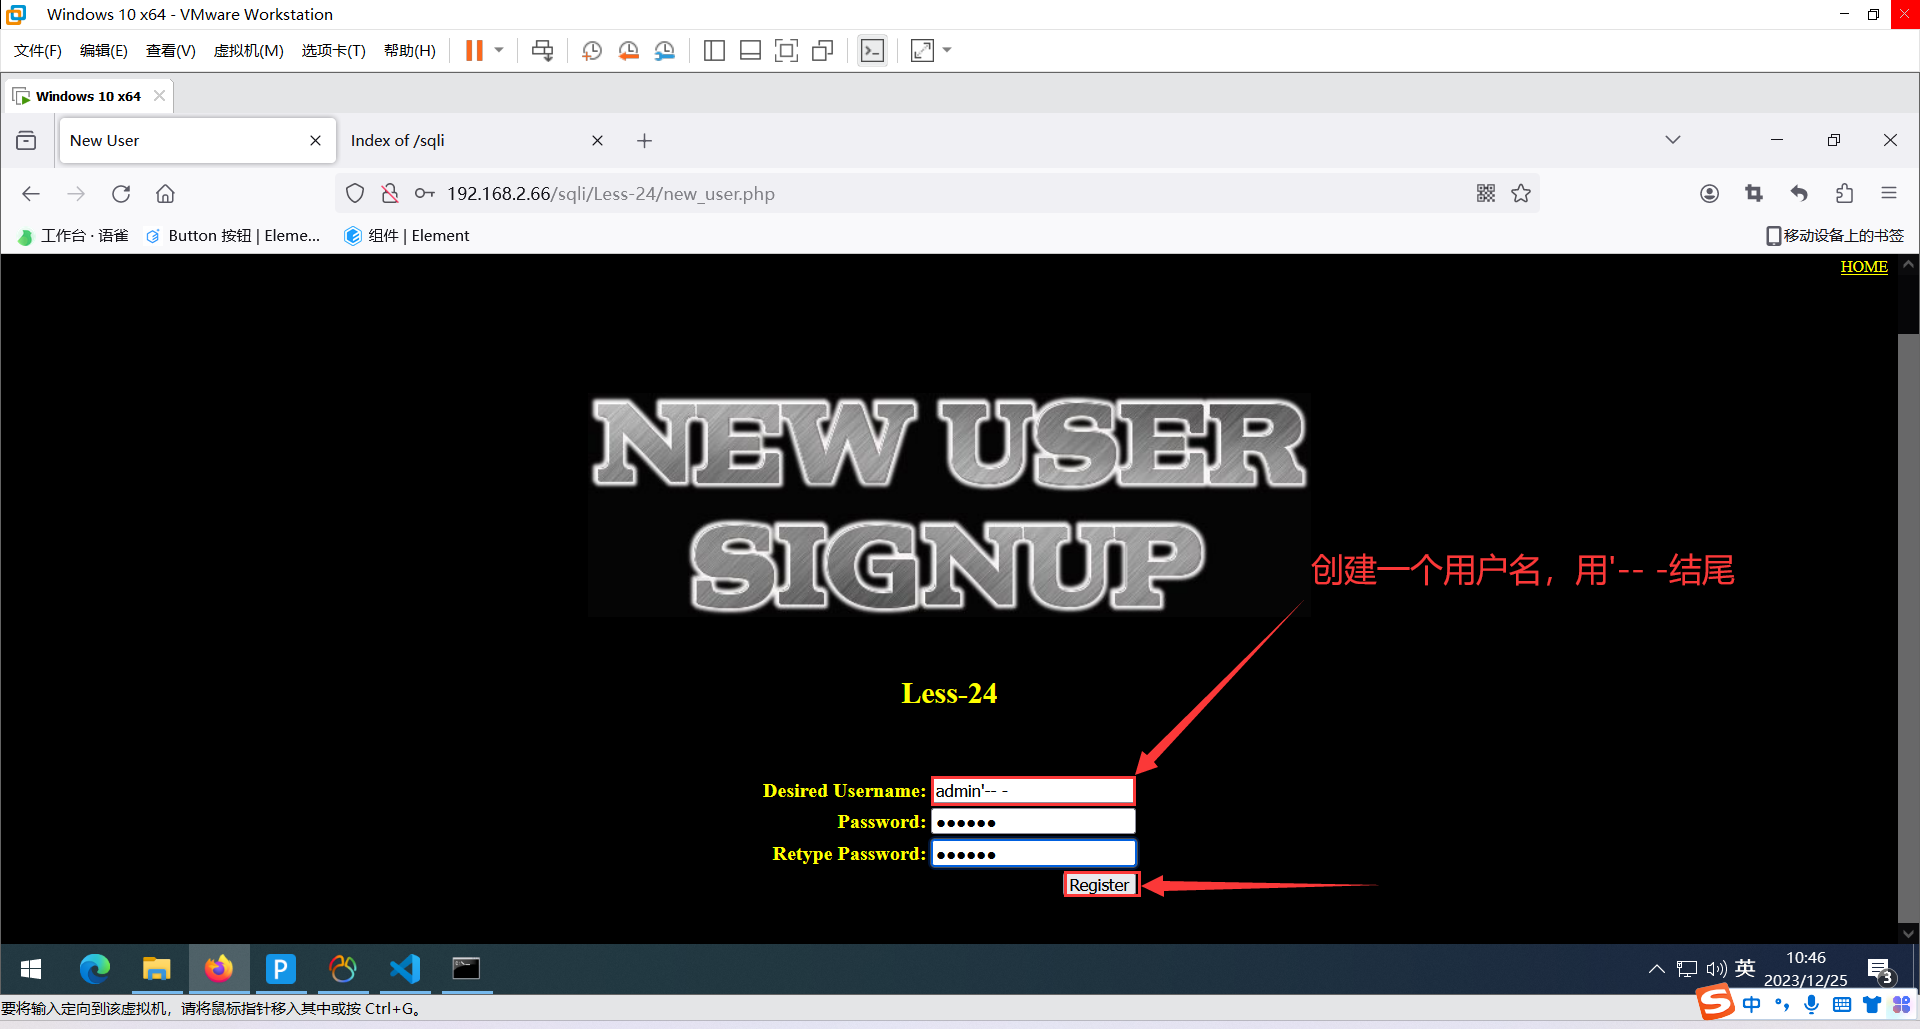 Windows 10 x64 - VMware Workstation
文件(F) 编辑(E) 查看(V) 虚拟机(M) 选项卡(T) 帮助(H)
Windows 10 x64
New User
Index of /sqli
192.168.2.66/sqli/Less-24/new_user.php
工作台 · 语雀
Button 按钮 | Eleme...
组件 | Element
移动设备上的书签
HOME
NEW USER
SIGNUP
创建一个用户名，用'-- -结尾
Less-24
Desired Username: admin'-- -
Password: ●●●●●●
Retype Password: ●●●●●●
Register
英
10:46
2023/12/25
3
要将输入定向到该虚拟机，请将鼠标指针移入其中或按 Ctrl+G。
中